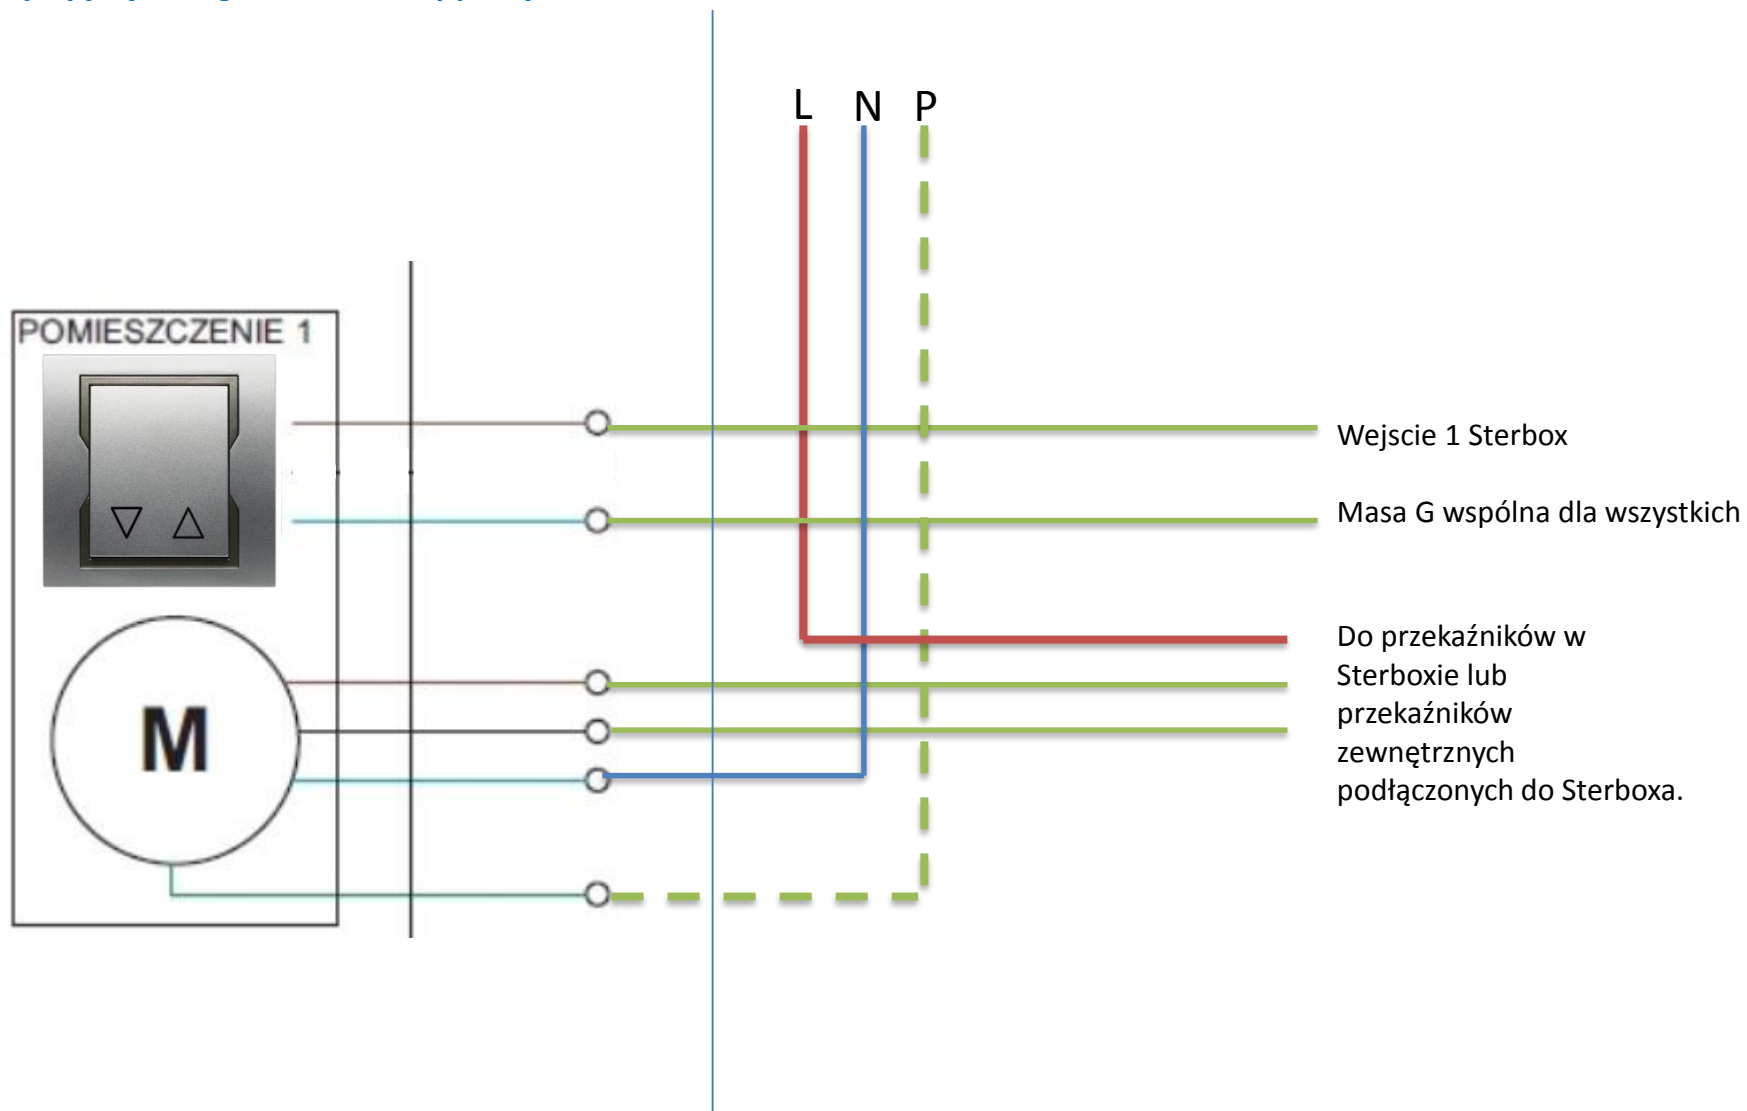 L N P
POMIESZCZENIE 1
Wejscie 1 Sterbox
Masa G wspólna dla wszystkich
Do przekaźników w
Sterboxie lub
przekaźników
zewnętrznych
podłączonych do Sterboxa.
M